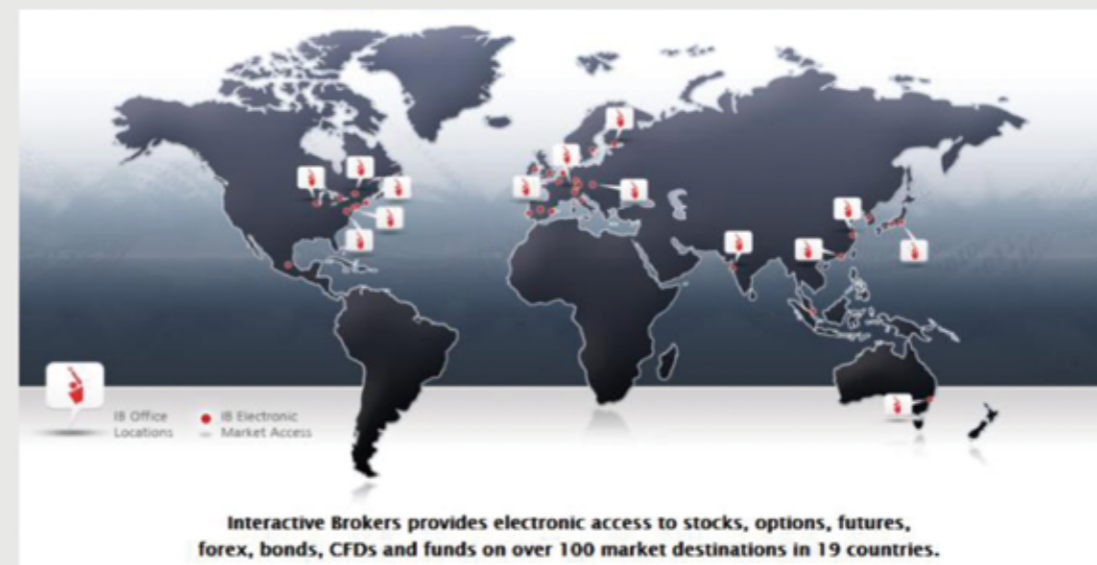 IB Office
Locations
IB Electronic
Market Access
Interactive Brokers provides electronic access to stocks, options, futures,
forex, bonds, CFDs and funds on over 100 market destinations in 19 countries.